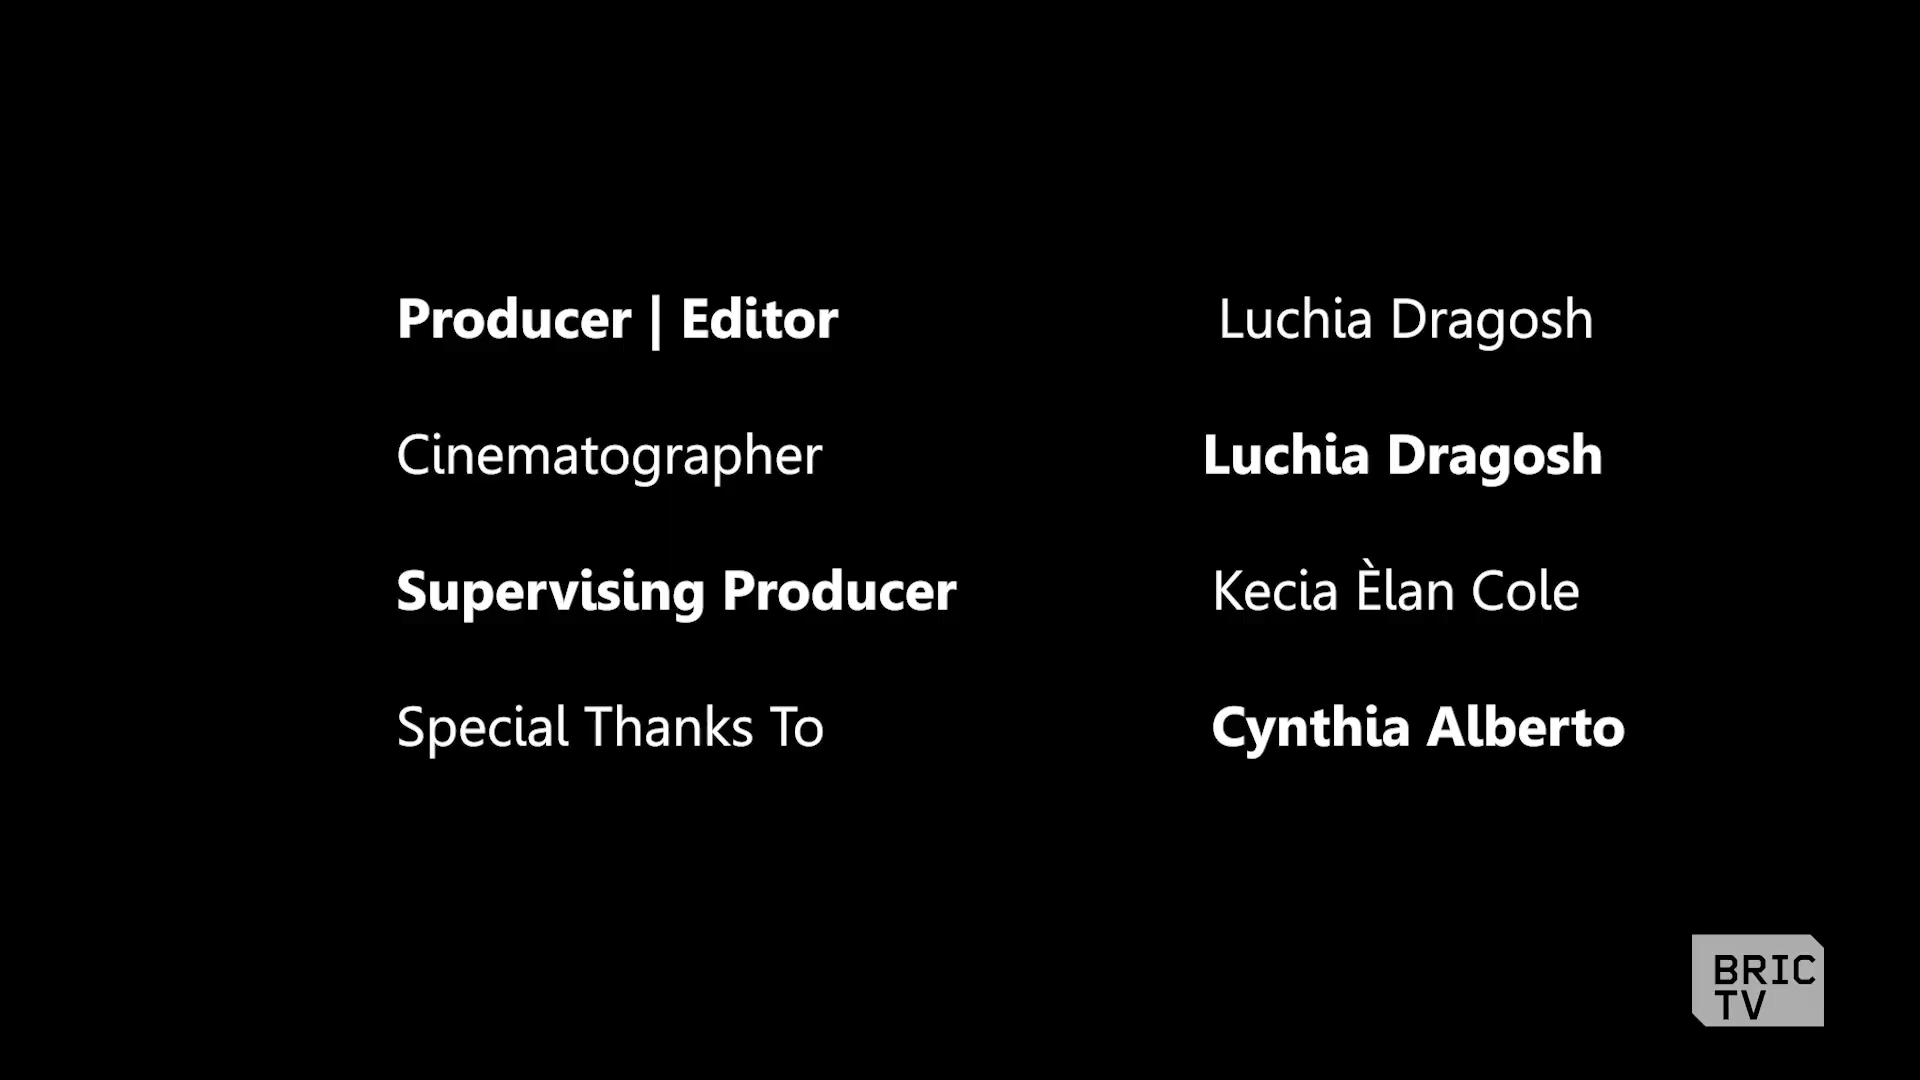 Producer | Editor Luchia Dragosh
Cinematographer Luchia Dragosh
Supervising Producer Kecia Èlan Cole
Special Thanks To Cynthia Alberto
BRIC
TV